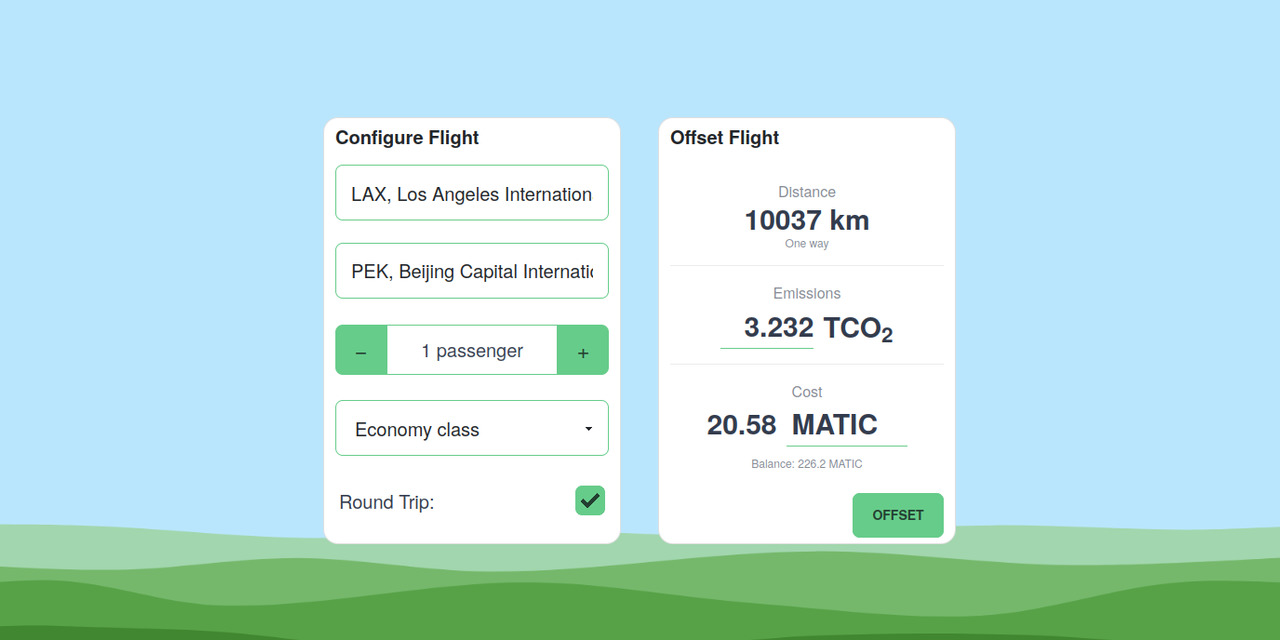 Configure Flight
LAX, Los Angeles Internation
PEK, Beijing Capital Internatio
− 1 passenger +
Economy class
Round Trip:
Offset Flight
Distance
10037 km
One way
Emissions
3.232 TCO₂
Cost
20.58 MATIC
Balance: 226.2 MATIC
OFFSET